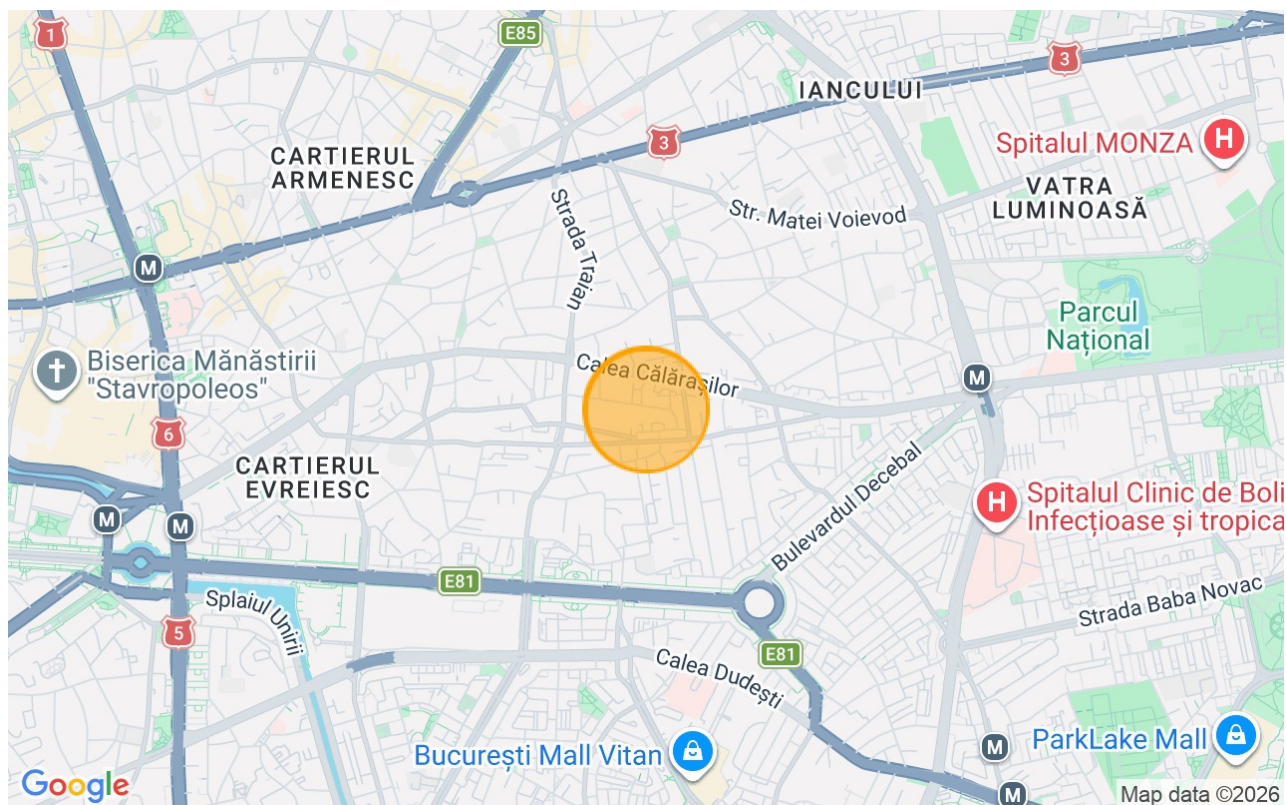 1
E85
3
IANCULUI
3
Spitalul MONZA
H
CARTIERUL
ARMENESC
VATRA
LUMINOASĂ
Strada Traian
Str. Matei Voievod
M
Parcul
Național
Biserica Mănăstirii
"Stavropoleos"
Calea Călărașilor
M
6
CARTIERUL
EVREIESC
Bulevardul Decebal
H
Spitalul Clinic de Boli
Infecțioase și tropica
M
M
E81
Splaiul Unirii
Strada Baba Novac
5
E81
Calea Dudești
București Mall Vitan
M
ParkLake Mall
Google
M
Map data ©2026